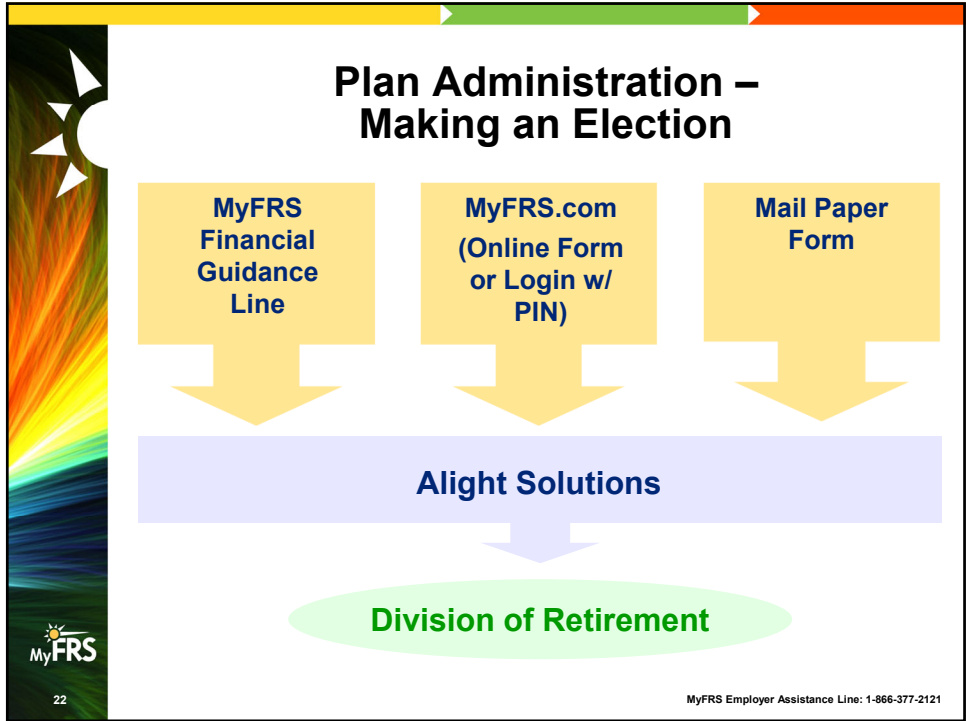 Plan Administration –
Making an Election
MyFRS
Financial
Guidance
Line
MyFRS.com
(Online Form
or Login w/
PIN)
Mail Paper
Form
Alight Solutions
Division of Retirement
MyFRS
22
MyFRS Employer Assistance Line: 1-866-377-2121